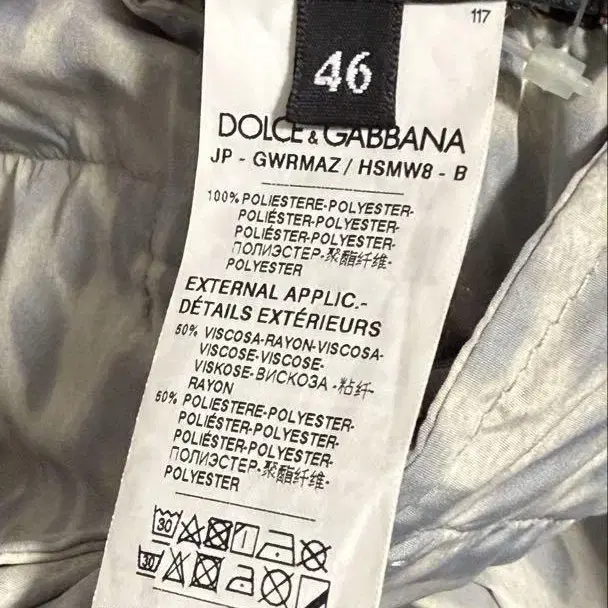 117
46
DOLCE & GABBANA
JP - GWRMAZ / HSMW8 - B
100% POLIESTERE-POLYESTER-
POLIÉSTER-POLYESTER-
POLIÉSTER-POLYESTER-
ПОЛИЭСТЕР-聚酯纤维-
POLYESTER
EXTERNAL APPLIC.-
DÉTAILS EXTÉRIEURS
50% VISCOSA-RAYON-VISCOSA-
VISCOSE-VISCOSE-
VISKOSE-ВИСКОЗА-粘纤-
RAYON
50% POLIESTERE-POLYESTER-
POLIÉSTER-POLYESTER-
POLIÉSTER-POLYESTER-
ПОЛИЭСТЕР-聚酯纤维-
POLYESTER
30
30